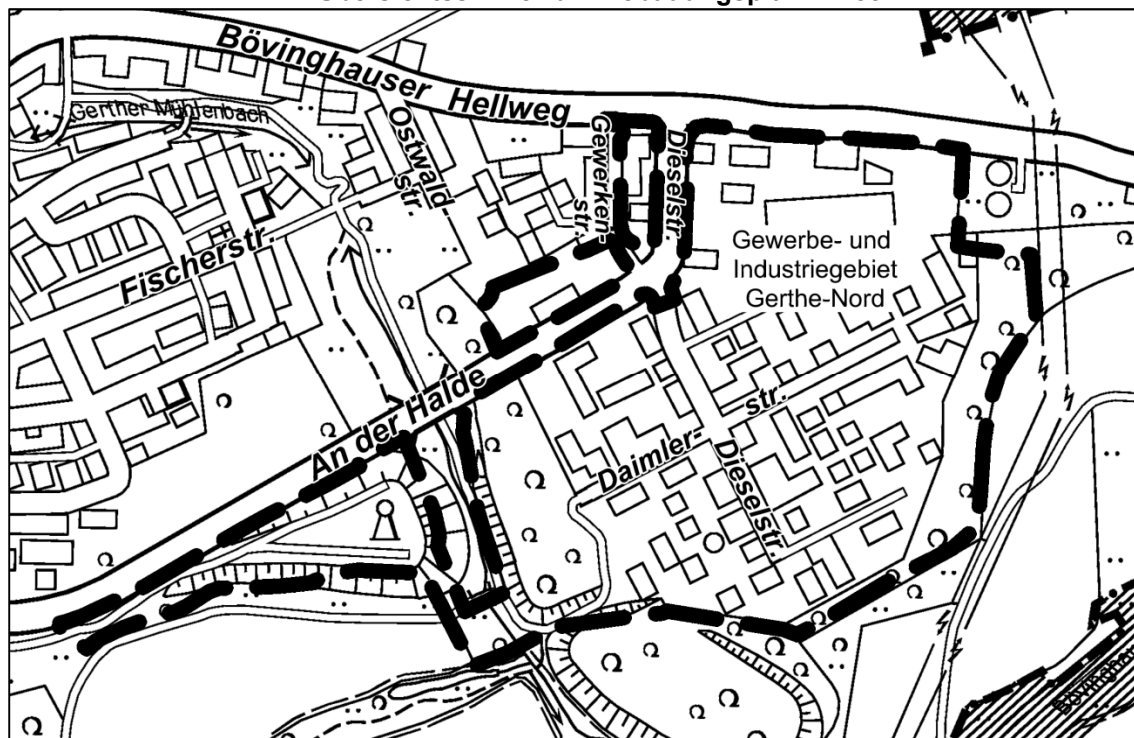 Bövinghauser Hellweg
Gerther Mühlenbach
Ostwald-
str.
Gewerken-
str.
Dieselstr.
Fischerstr.
Gewerbe- und
Industriegebiet
Gerthe-Nord
An der Halde
Daimler-
str.
Dieselstr.